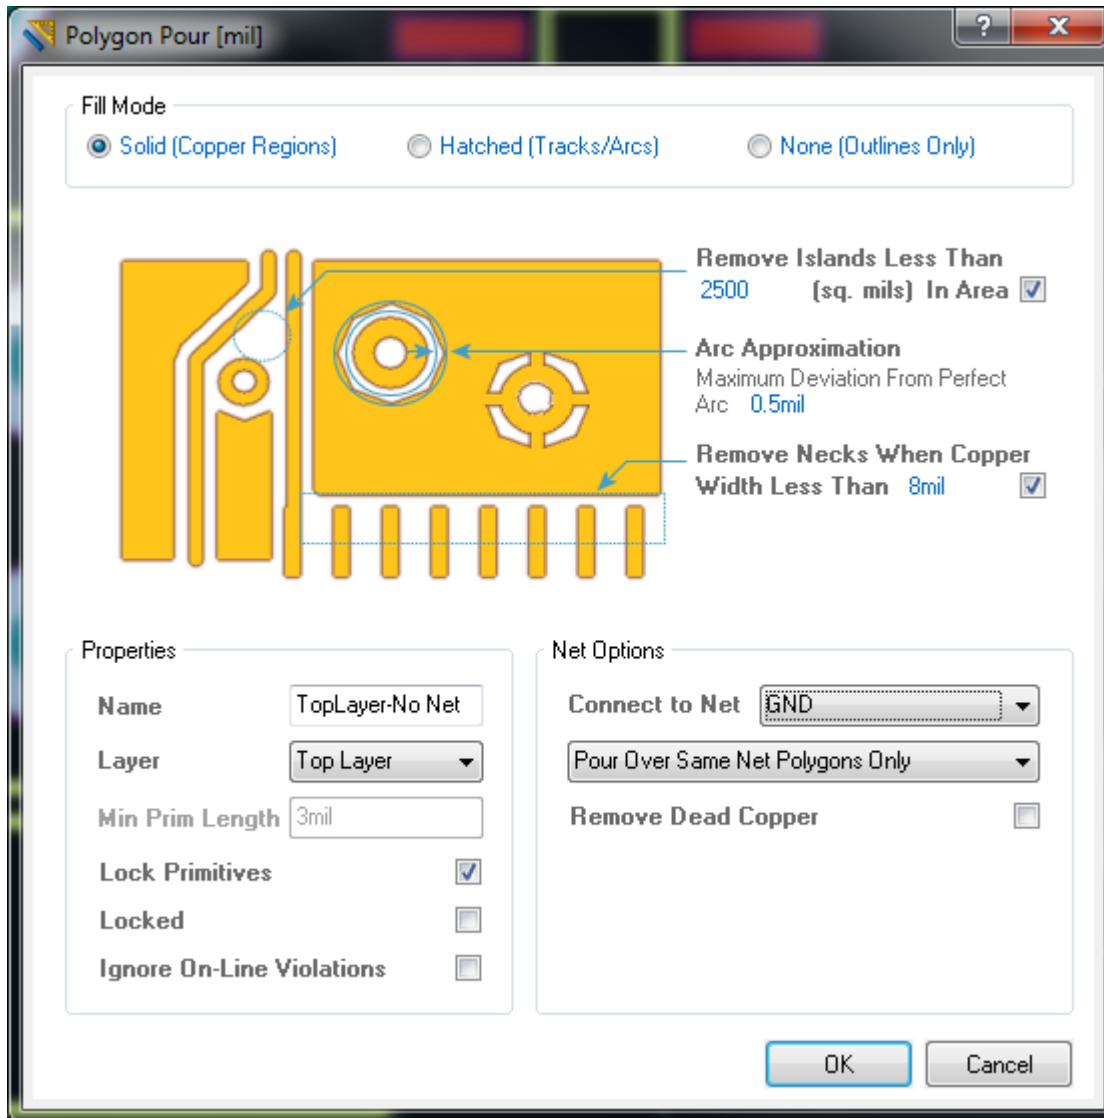 Polygon Pour [mil]
?
X
Fill Mode
Solid (Copper Regions)
Hatched (Tracks/Arcs)
None (Outlines Only)
Remove Islands Less Than
2500 (sq. mils) In Area
Arc Approximation
Maximum Deviation From Perfect
Arc 0.5mil
Remove Necks When Copper
Width Less Than 8mil
Properties
Name TopLayer-No Net
Layer Top Layer
Min Prim Length 3mil
Lock Primitives
Locked
Ignore On-Line Violations
Net Options
Connect to Net GND
Pour Over Same Net Polygons Only
Remove Dead Copper
OK
Cancel